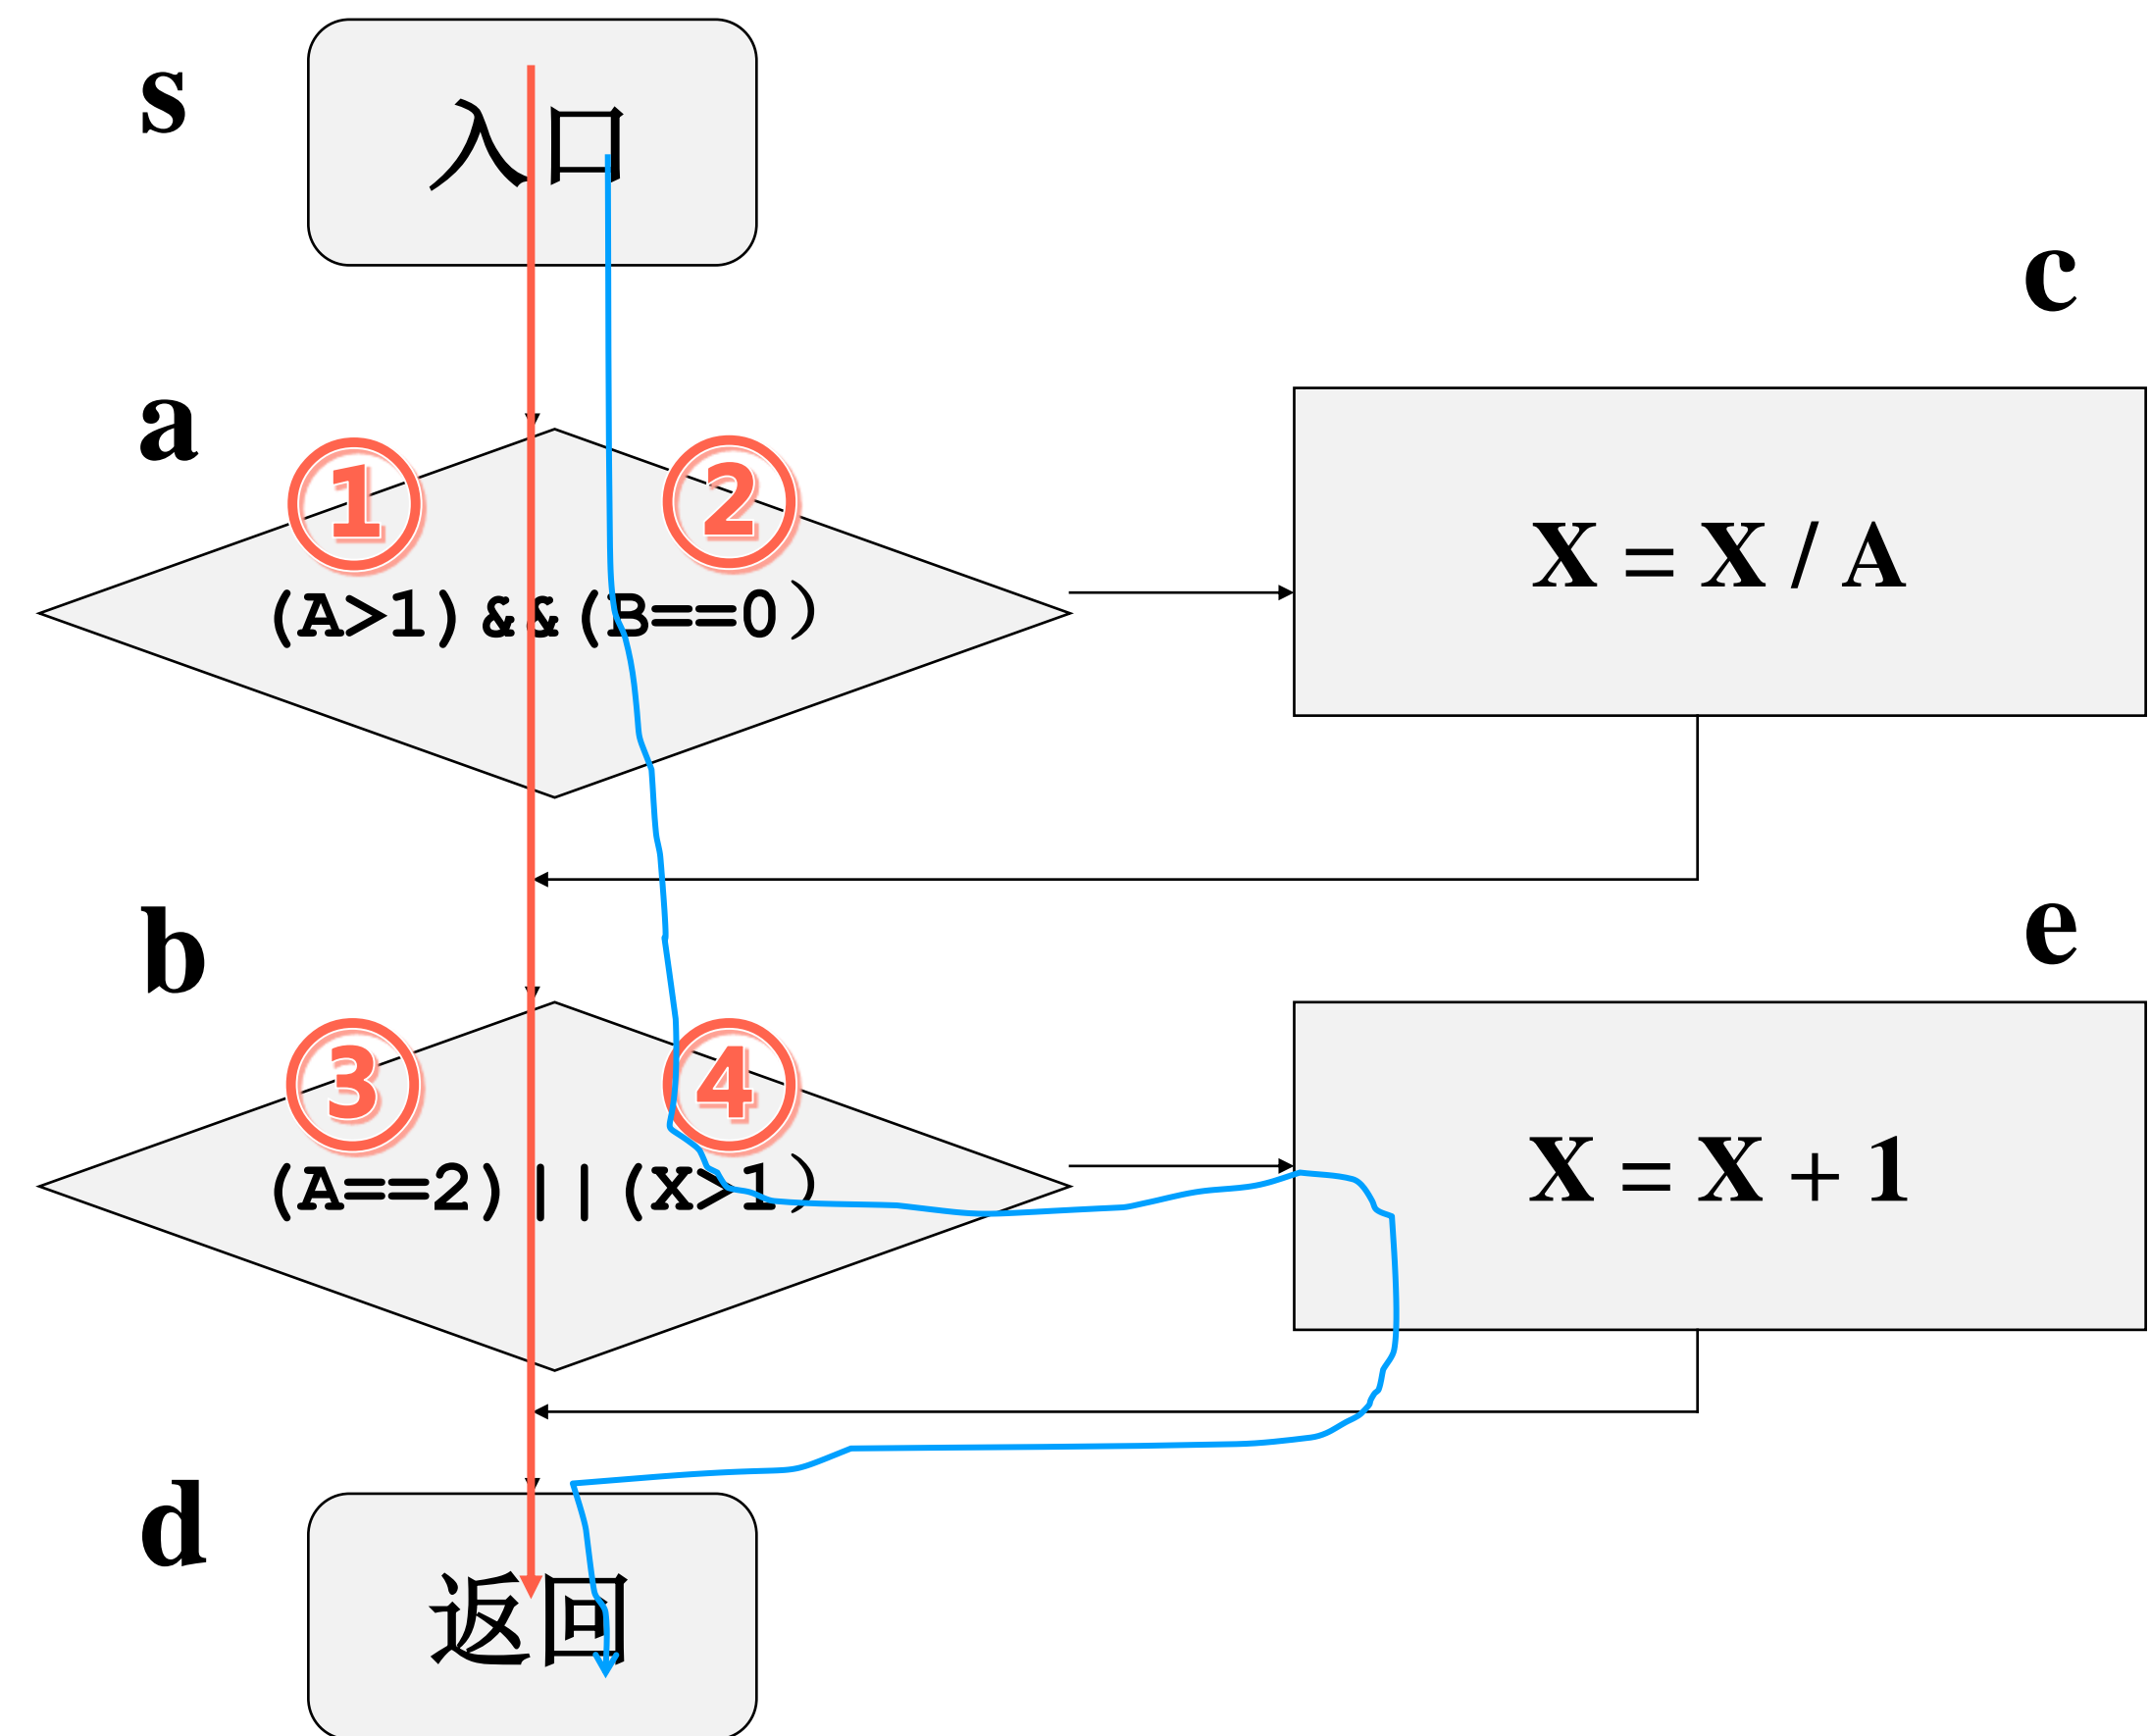 s
入口
c
a
① ②
(A>1) && (B==0)
X = X / A
b
e
③ ④
(A==2) || (X>1)
X = X + 1
d
返回